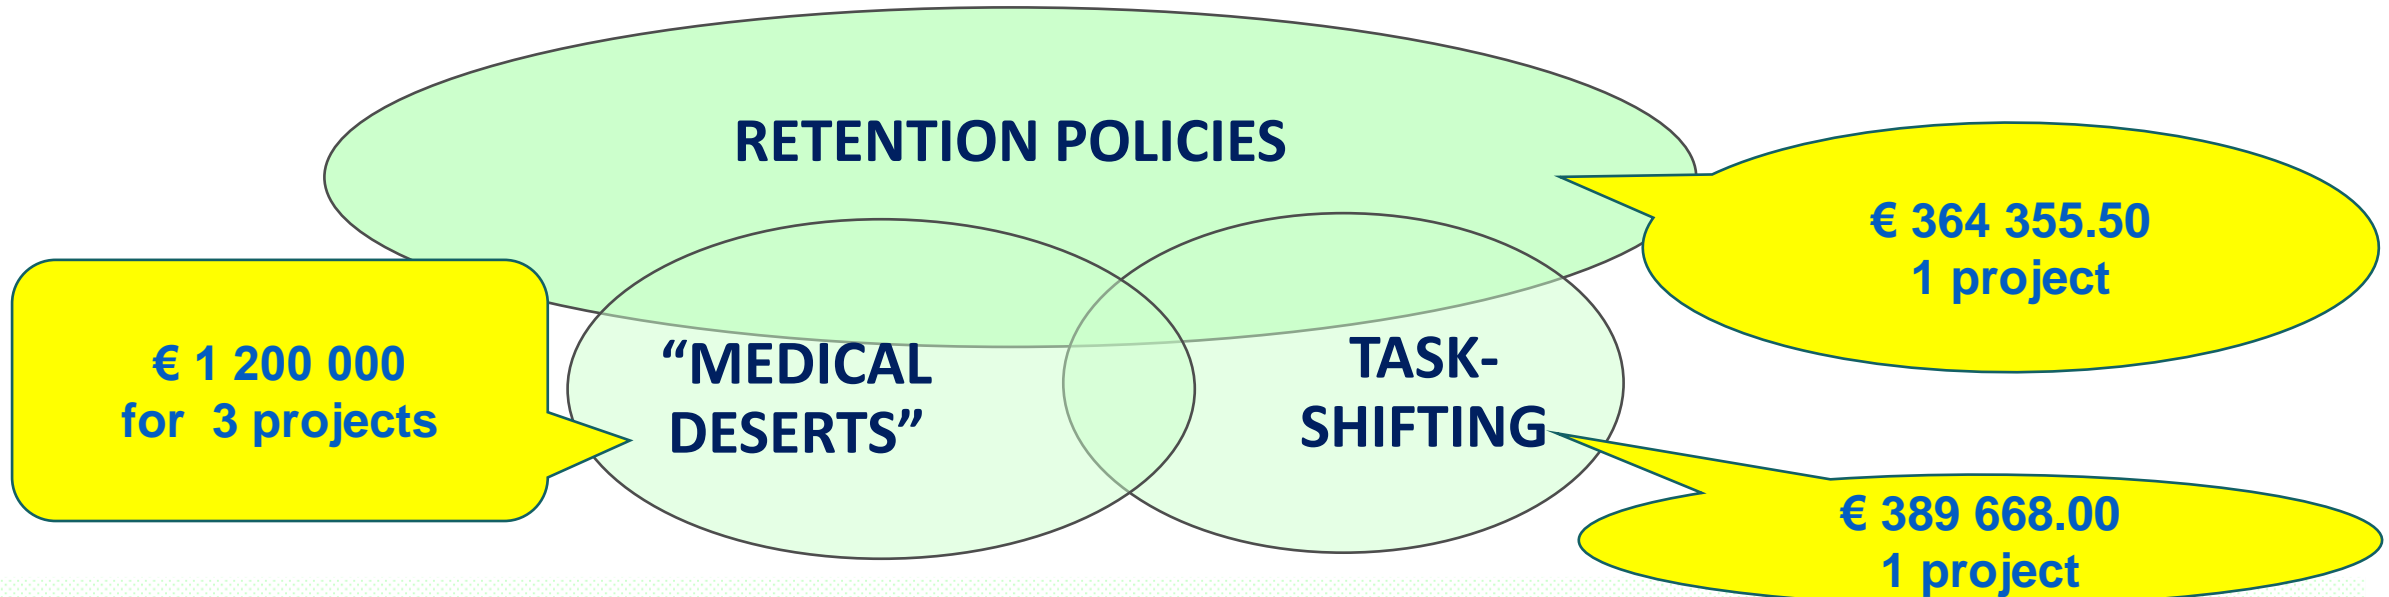 RETENTION POLICIES
€ 364 355.50
1 project
€ 1 200 000
for  3 projects
“MEDICAL
DESERTS”
TASK-
SHIFTING
€ 389 668.00
1 project